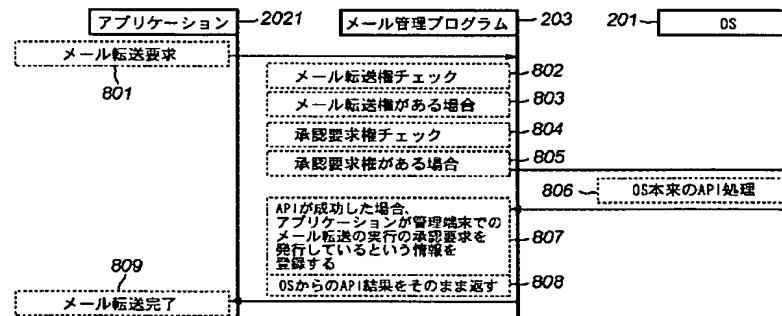 アプリケーション
2021
メール管理プログラム
203
201
OS
メール転送要求
801
メール転送権チェック
802
メール転送権がある場合
803
承認要求権チェック
804
承認要求権がある場合
805
806
OS本来のAPI処理
APIが成功した場合、
アプリケーションが管理端末での
メール転送の実行の承認要求を
発行しているという情報を
登録する
807
809
OSからのAPI結果をそのまま返す
808
メール転送完了